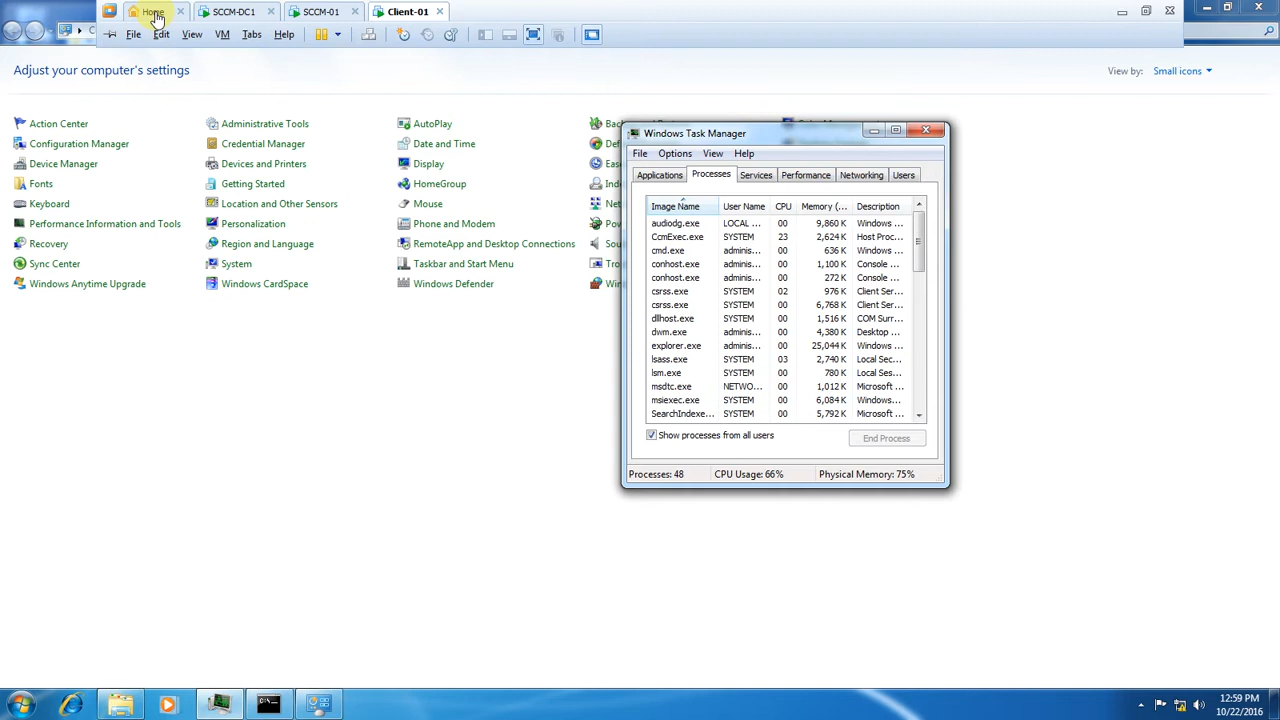 Home SCCM-DC1 SCCM-01 Client-01
File Edit View VM Tabs Help
Adjust your computer's settings
View by: Small icons
Action Center Administrative Tools AutoPlay
Configuration Manager Credential Manager Date and Time
Device Manager Devices and Printers Display
Fonts Getting Started HomeGroup
Keyboard Location and Other Sensors Mouse
Performance Information and Tools Personalization Phone and Modem
Recovery Region and Language RemoteApp and Desktop Connections
Sync Center System Taskbar and Start Menu
Windows Anytime Upgrade Windows CardSpace Windows Defender
Windows Task Manager
File Options View Help
Applications Processes Services Performance Networking Users
Image Name User Name CPU Memory (... Description
audiodg.exe LOCAL ... 00 9,860 K Windows ...
CcmExec.exe SYSTEM 23 2,624 K Host Proc...
cmd.exe adminis... 00 636 K Windows ...
conhost.exe adminis... 00 1,100 K Console ...
conhost.exe adminis... 00 272 K Console ...
csrss.exe SYSTEM 02 976 K Client Ser...
csrss.exe SYSTEM 00 6,768 K Client Ser...
dllhost.exe SYSTEM 00 1,516 K COM Surr...
dwm.exe adminis... 00 4,380 K Desktop ...
explorer.exe adminis... 00 25,044 K Windows ...
lsass.exe SYSTEM 03 2,740 K Local Sec...
lsm.exe SYSTEM 00 780 K Local Ses...
msdtc.exe NETWO... 00 1,012 K Microsoft ...
msiexec.exe SYSTEM 00 6,084 K Windows...
SearchIndexe... SYSTEM 00 5,792 K Microsoft ...
Show processes from all users End Process
Processes: 48 CPU Usage: 66% Physical Memory: 75%
12:59 PM
10/22/2016